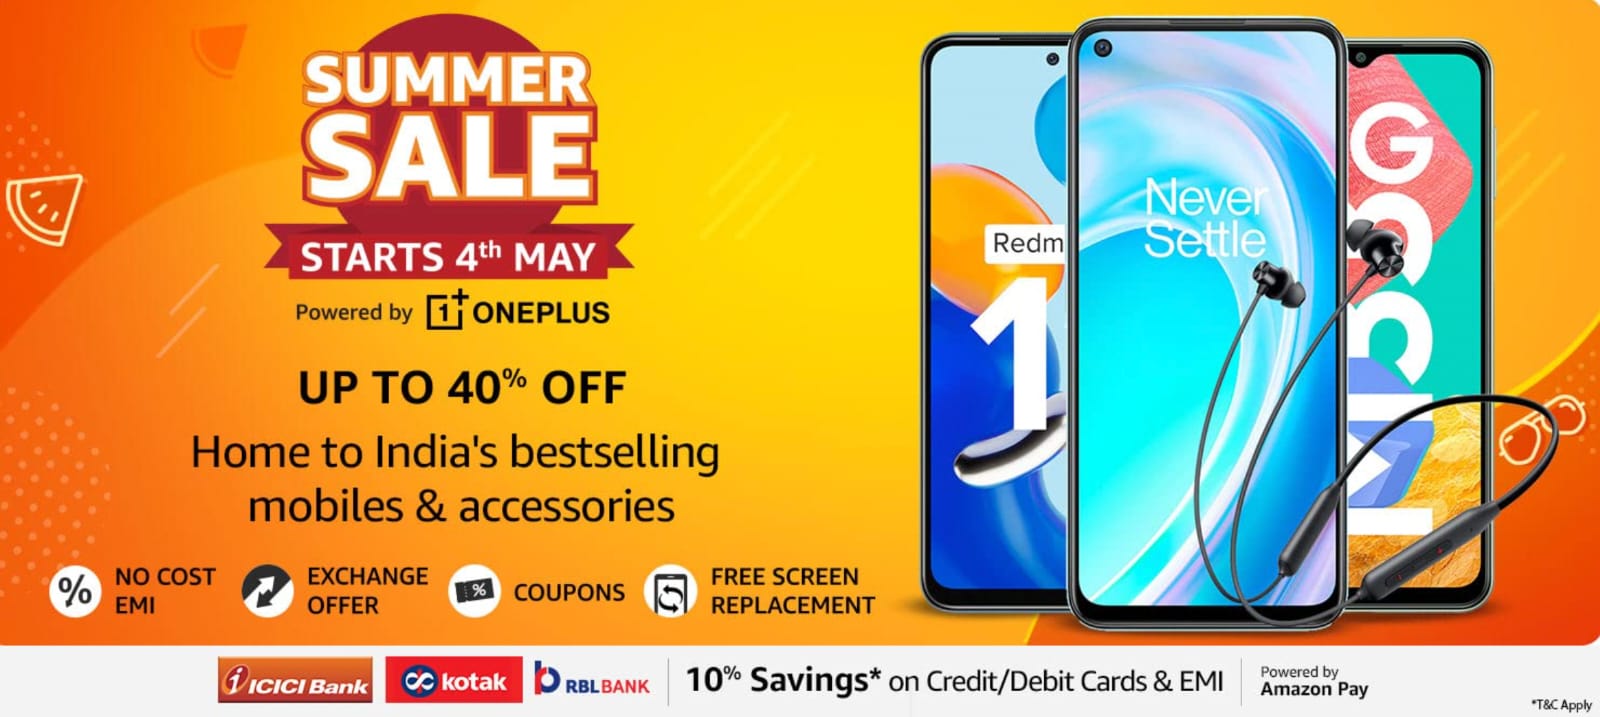 SUMMER
SALE
STARTS 4th MAY
Powered by 1+ ONEPLUS
UP TO 40% OFF
Home to India's bestselling
mobiles & accessories
NO COST
EMI
EXCHANGE
OFFER
%
COUPONS
FREE SCREEN
REPLACEMENT
Redm
1
Never
Settle
G
ICICI Bank
kotak
RBL BANK
10% Savings* on Credit/Debit Cards & EMI
Powered by
Amazon Pay
*T&C Apply